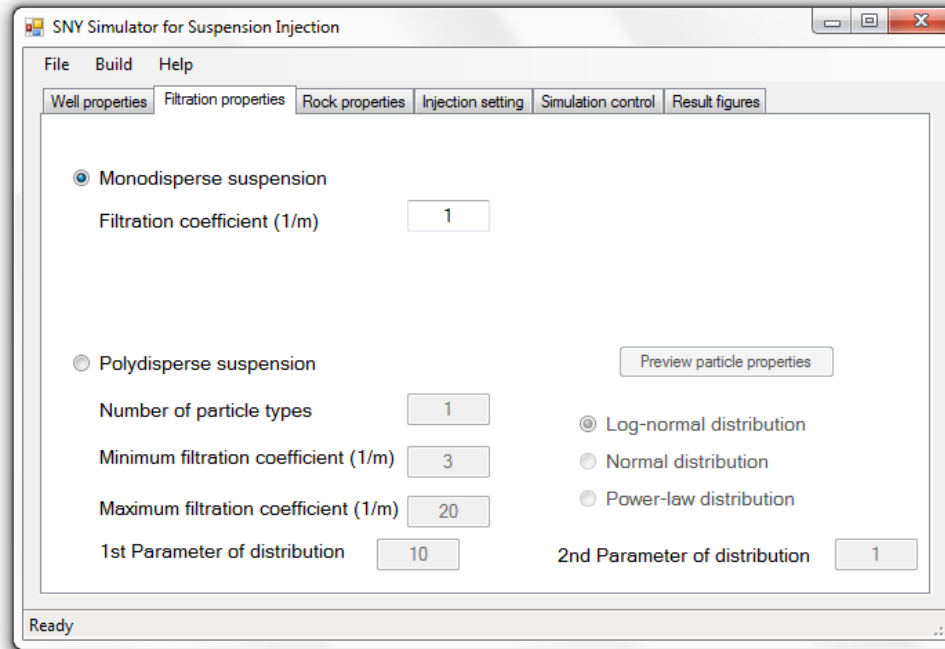 SNY Simulator for Suspension Injection
File Build Help
Well properties Filtration properties Rock properties Injection setting Simulation control Result figures
Monodisperse suspension
Filtration coefficient (1/m) 1
Polydisperse suspension Preview particle properties
Number of particle types 1
Log-normal distribution
Minimum filtration coefficient (1/m) 3
Normal distribution
Maximum filtration coefficient (1/m) 20
Power-law distribution
1st Parameter of distribution 10 2nd Parameter of distribution 1
Ready